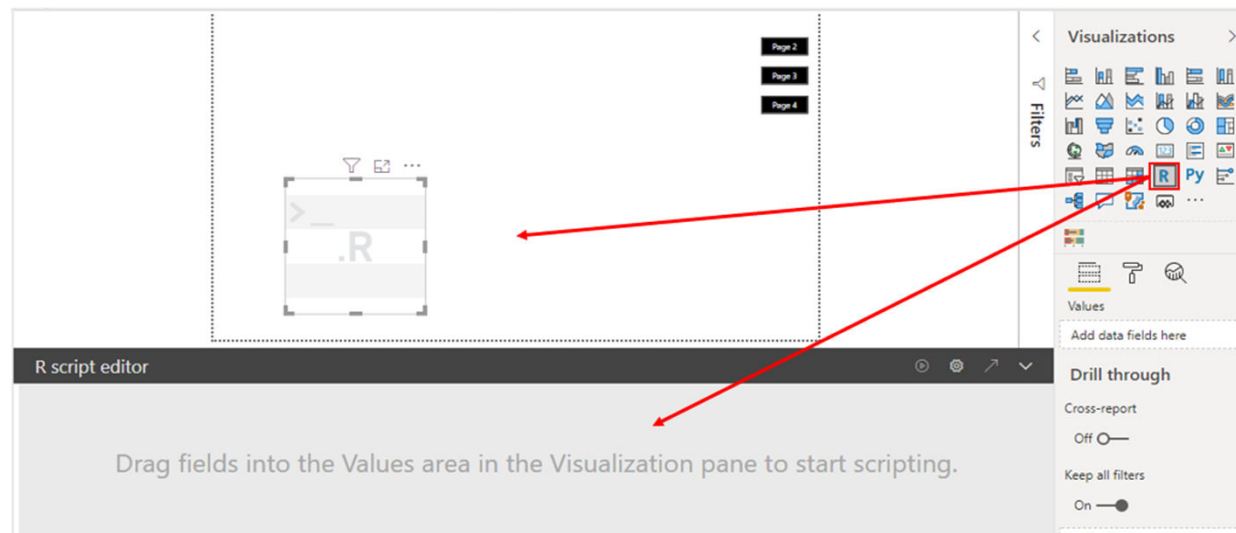 Page 2
Page 3
Page 4
>_
.R
R script editor
Drag fields into the Values area in the Visualization pane to start scripting.
Filters
Visualizations
123
R
Py
Values
Add data fields here
Drill through
Cross-report
Off
Keep all filters
On